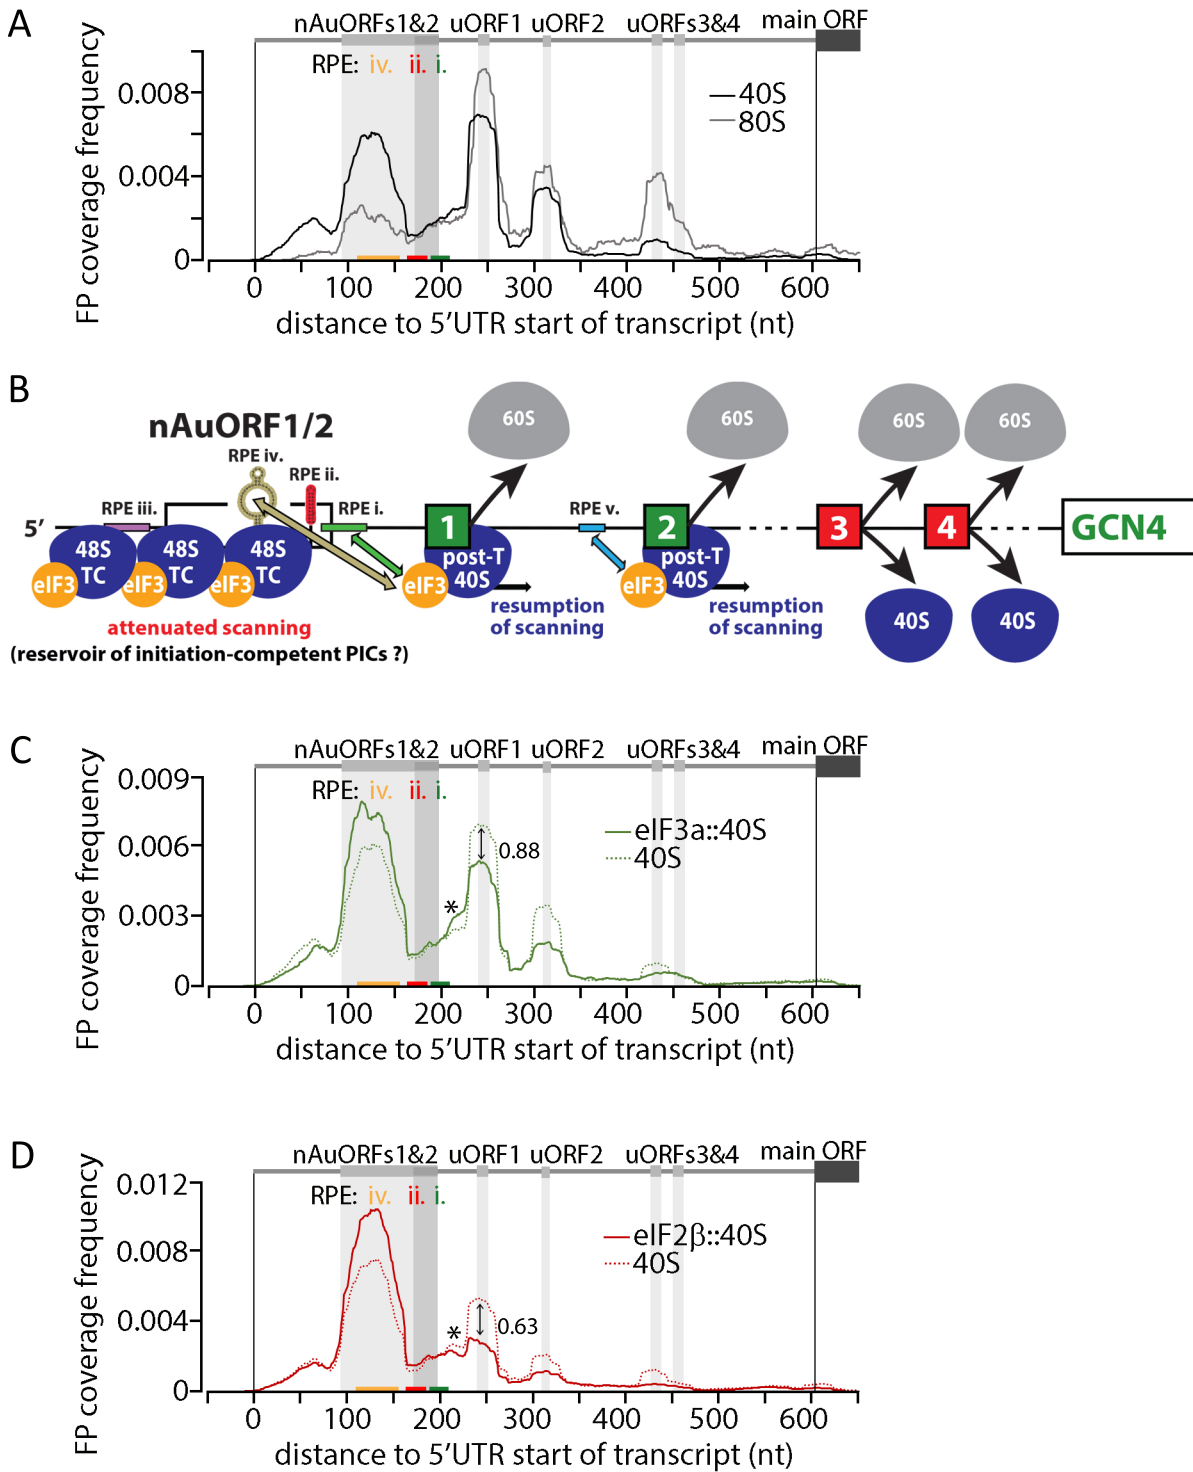 A
nAuORFs1&2 uORF1 uORF2 uORFs3&4 main ORF
RPE: iv. ii. i.
FP coverage frequency
0.008
0.004
0
40S
80S
0 100 200 300 400 500 600
distance to 5’UTR start of transcript (nt)
B
nAuORF1/2
RPE iv.
RPE ii.
RPE iii.
RPE i.
RPE v.
60S 60S 60S 60S
5’
1 2 3 4 GCN4
48S TC
48S TC
48S TC
eIF3 eIF3 eIF3
post-T 40S
eIF3
post-T 40S
eIF3
40S 40S
resumption of scanning
resumption of scanning
attenuated scanning
(reservoir of initiation-competent PICs ?)
C
nAuORFs1&2 uORF1 uORF2 uORFs3&4 main ORF
RPE: iv. ii. i.
FP coverage frequency
0.009
0.006
0.003
0
eIF3a::40S
40S
0.88
*
0 100 200 300 400 500 600
distance to 5’UTR start of transcript (nt)
D
nAuORFs1&2 uORF1 uORF2 uORFs3&4 main ORF
RPE: iv. ii. i.
FP coverage frequency
0.012
0.008
0.004
0
eIF2β::40S
40S
0.63
*
0 100 200 300 400 500 600
distance to 5’UTR start of transcript (nt)